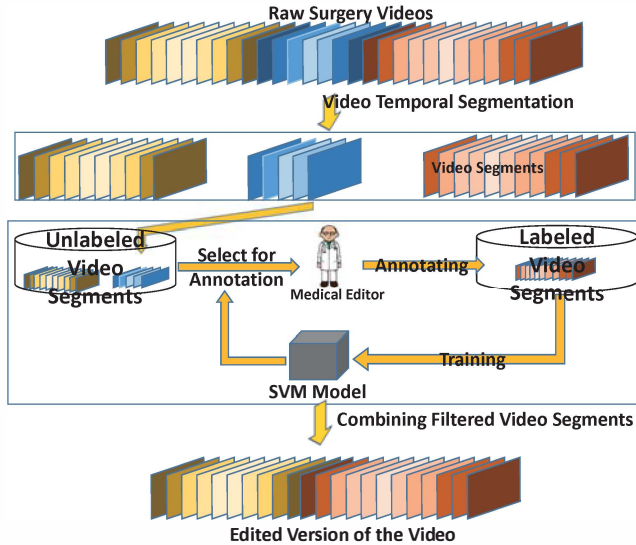 Raw Surgery Videos
Video Temporal Segmentation
Video Segments
Unlabeled
Video
Segments
Select for
Annotation
Medical Editor
Annotating
Labeled
Video
Segments
Training
SVM Model
Combining Filtered Video Segments
Edited Version of the Video